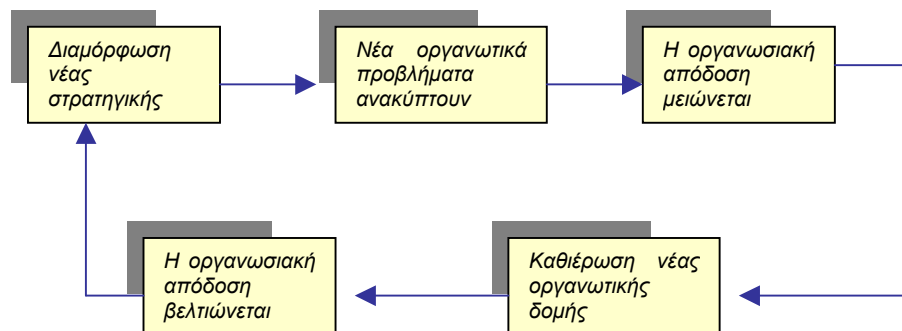 Διαμόρφωση
νέας
στρατηγικής
Νέα οργανωτικά
προβλήματα
ανακύπτουν
Η οργανωσιακή
απόδοση
μειώνεται
Η οργανωσιακή
απόδοση
βελτιώνεται
Καθιέρωση νέας
οργανωτικής
δομής